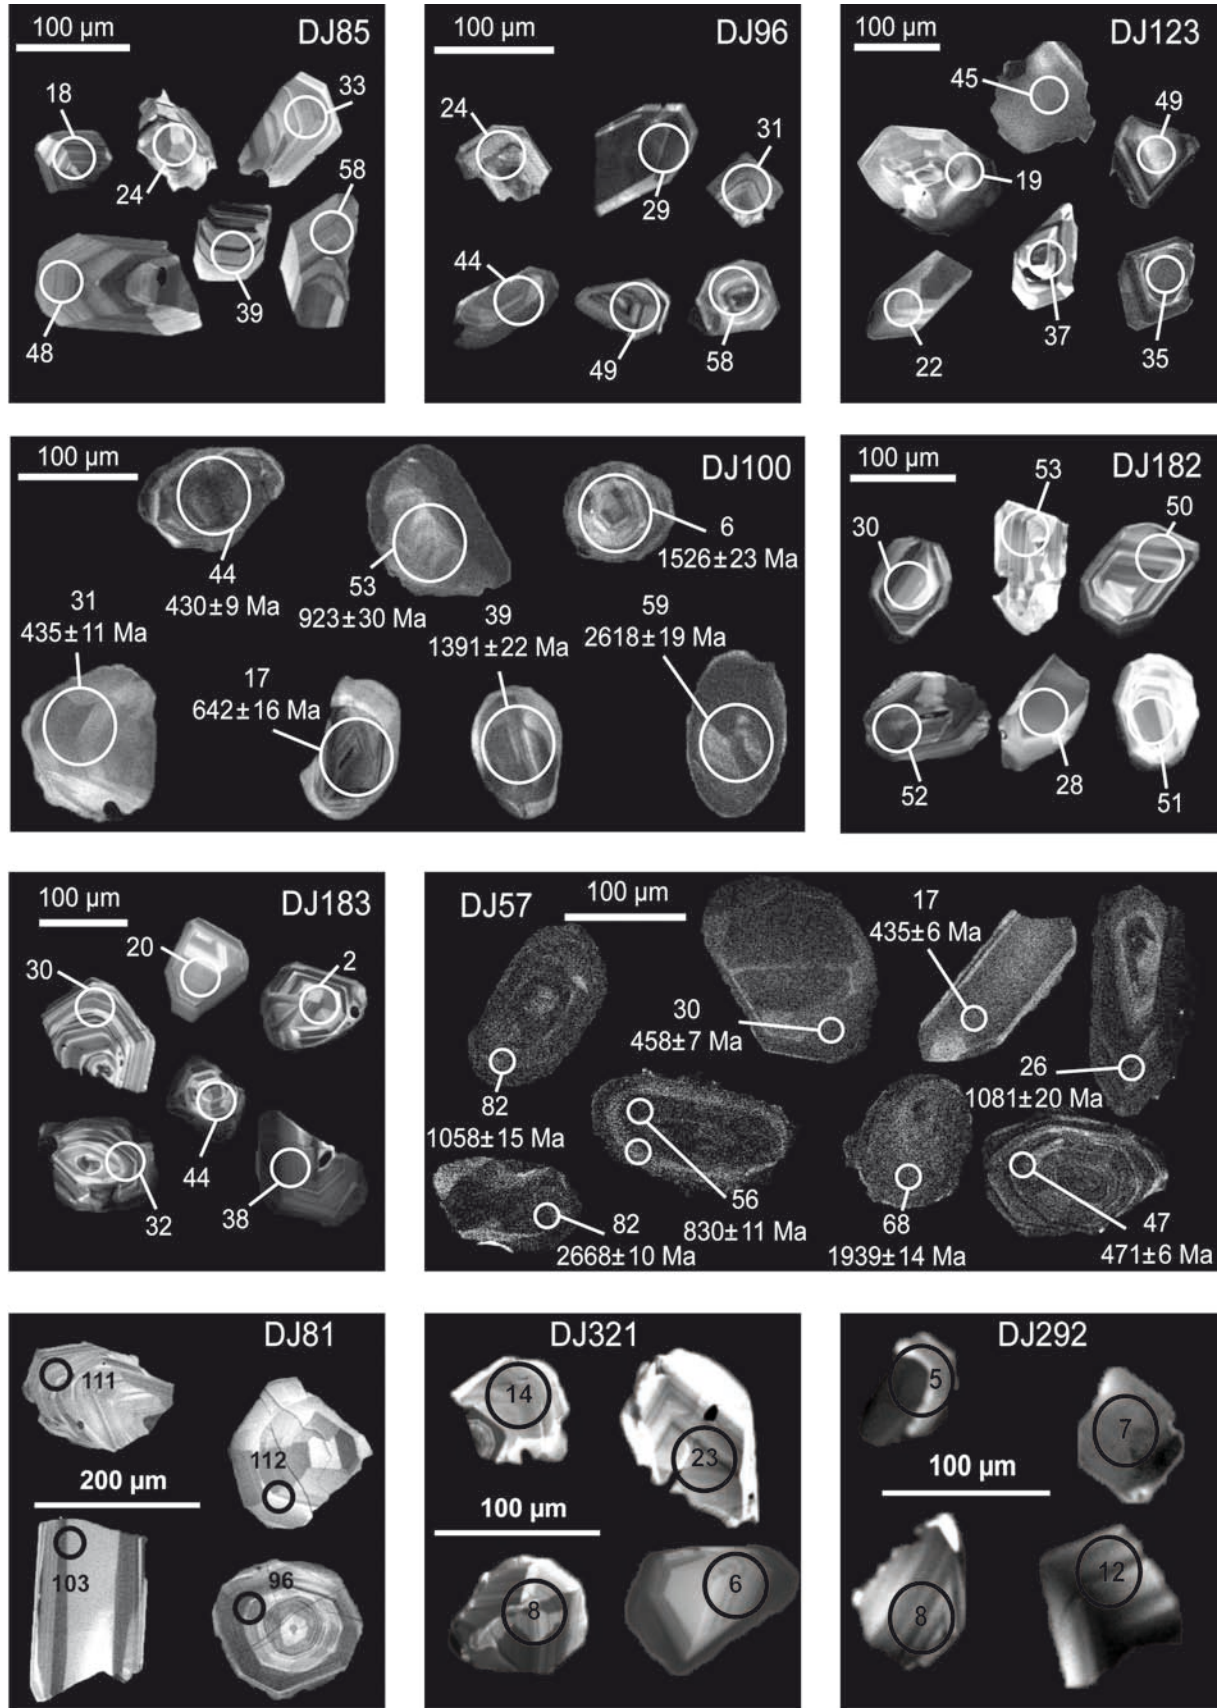 100 µm
DJ85
18
24
33
58
48
39
100 µm
DJ96
24
29
31
44
49
58
100 µm
DJ123
45
49
19
22
37
35
100 µm
DJ100
44
430±9 Ma
53
923±30 Ma
6
1526±23 Ma
31
435±11 Ma
17
642±16 Ma
39
1391±22 Ma
59
2618±19 Ma
100 µm
DJ182
53
50
30
52
28
51
100 µm
DJ183
20
30
2
44
32
38
DJ57
100 µm
17
435±6 Ma
30
458±7 Ma
26
1081±20 Ma
82
1058±15 Ma
56
830±11 Ma
82
2668±10 Ma
68
1939±14 Ma
47
471±6 Ma
DJ81
111
112
200 µm
103
96
DJ321
14
23
100 µm
8
6
DJ292
5
7
100 µm
8
12